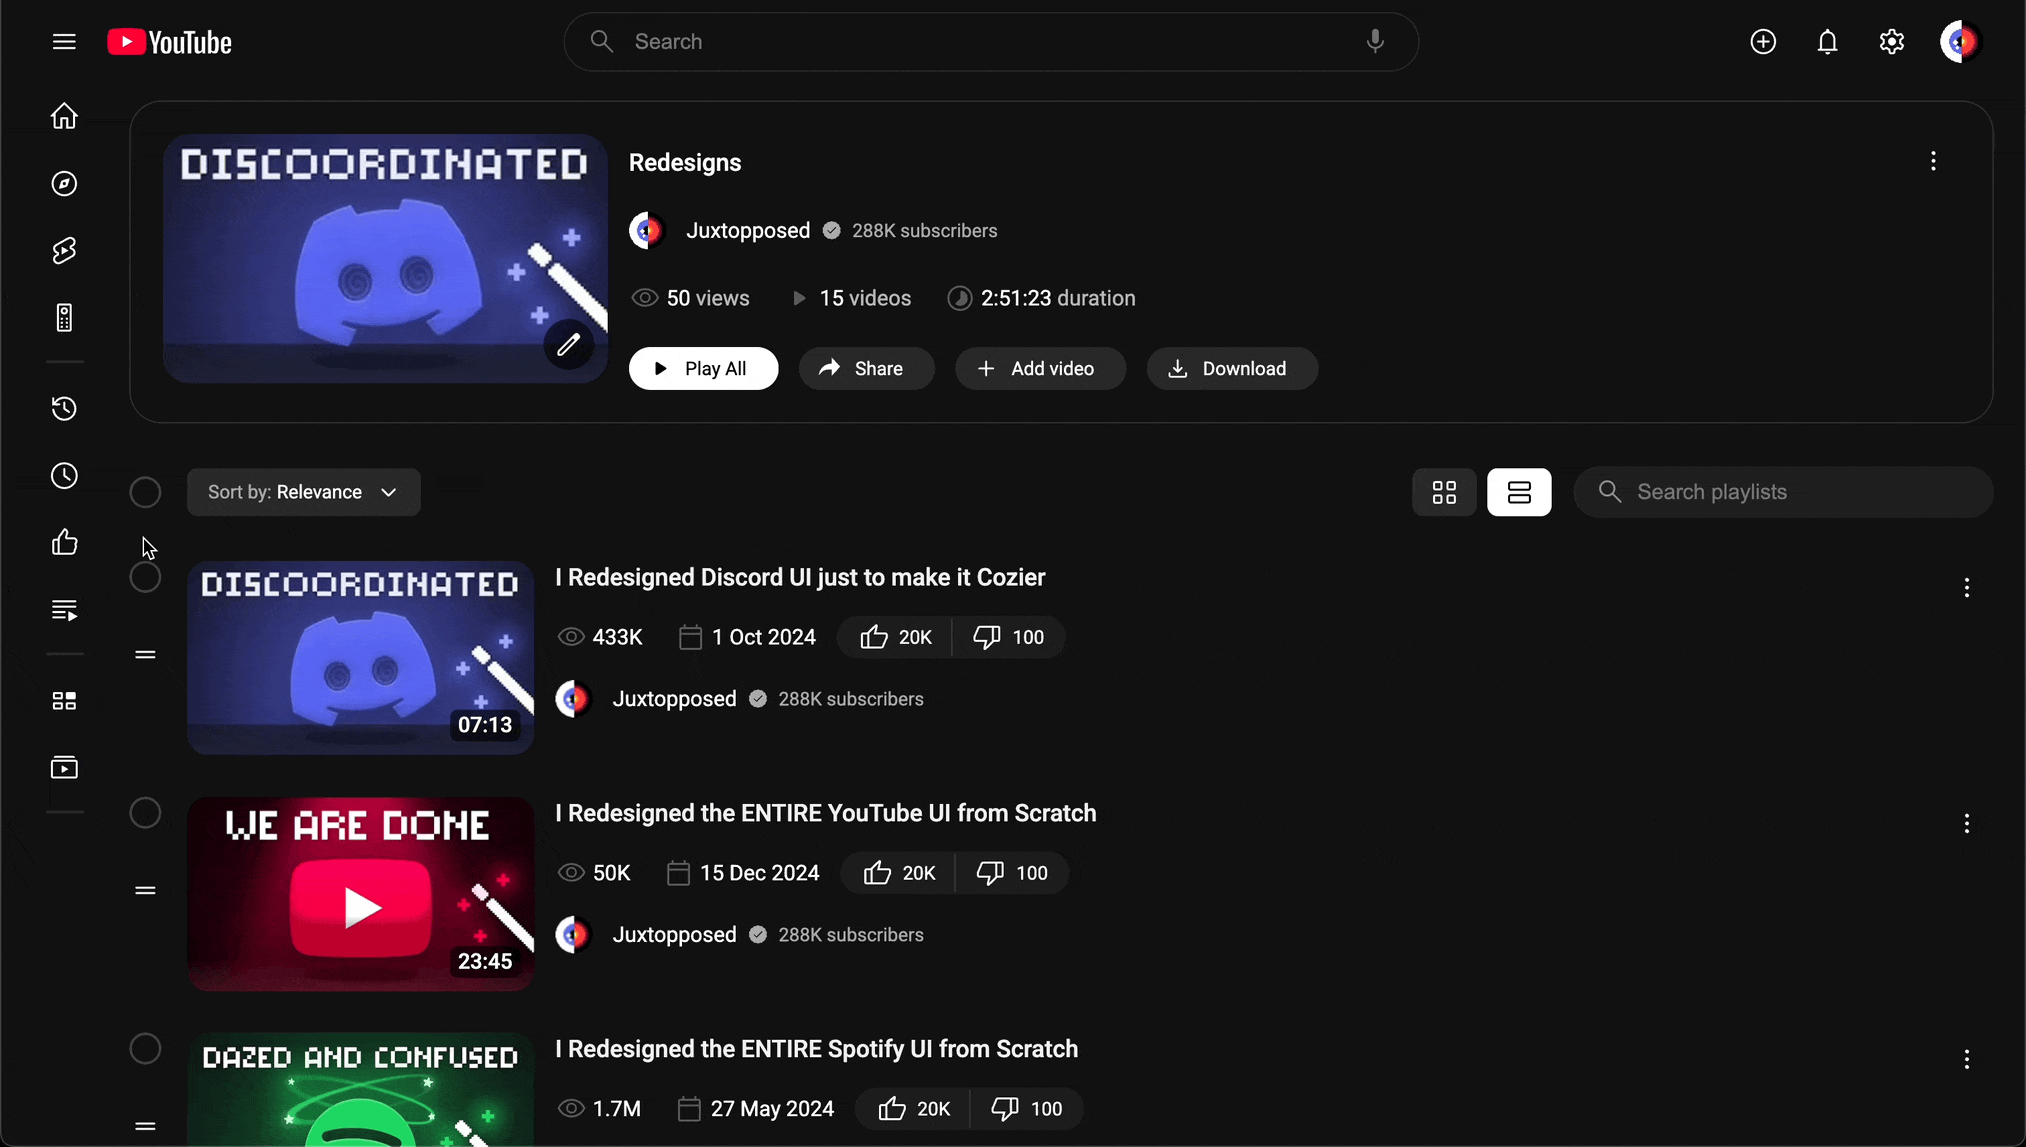 YouTube
Search
DISCOORDINATED
Redesigns
Juxtopposed 288K subscribers
50 views 15 videos 2:51:23 duration
Play All Share Add video Download
Sort by: Relevance Search playlists
DISCOORDINATED
07:13
I Redesigned Discord UI just to make it Cozier
433K 1 Oct 2024 20K 100
Juxtopposed 288K subscribers
WE ARE DONE
23:45
I Redesigned the ENTIRE YouTube UI from Scratch
50K 15 Dec 2024 20K 100
Juxtopposed 288K subscribers
DAZED AND CONFUSED
I Redesigned the ENTIRE Spotify UI from Scratch
1.7M 27 May 2024 20K 100